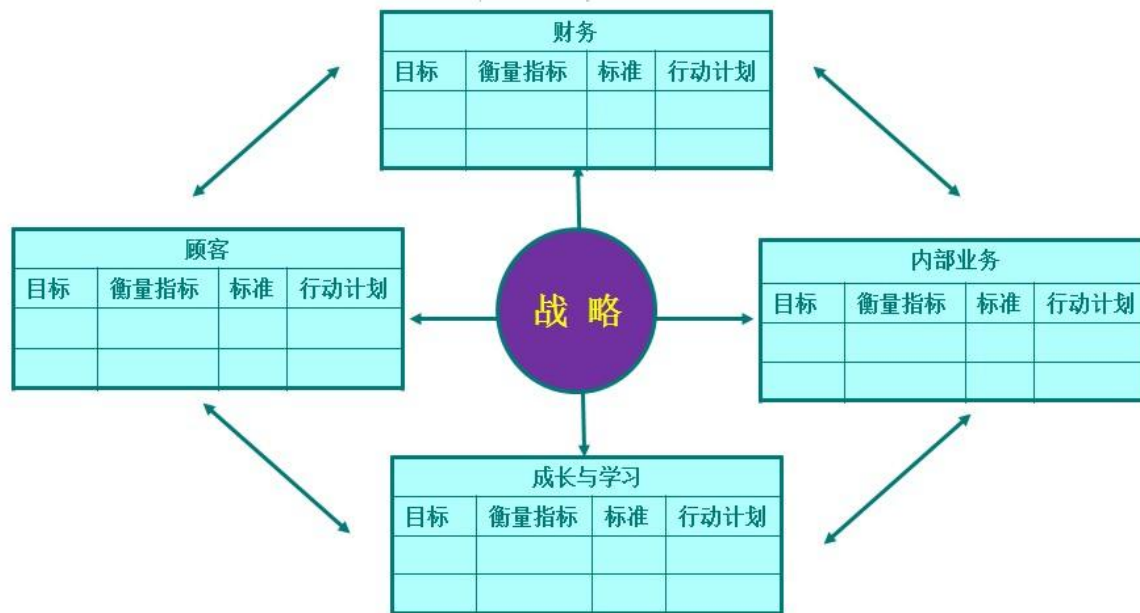 财务
目标 衡量指标 标准 行动计划
顾客
目标 衡量指标 标准 行动计划
战 略
内部业务
目标 衡量指标 标准 行动计划
成长与学习
目标 衡量指标 标准 行动计划